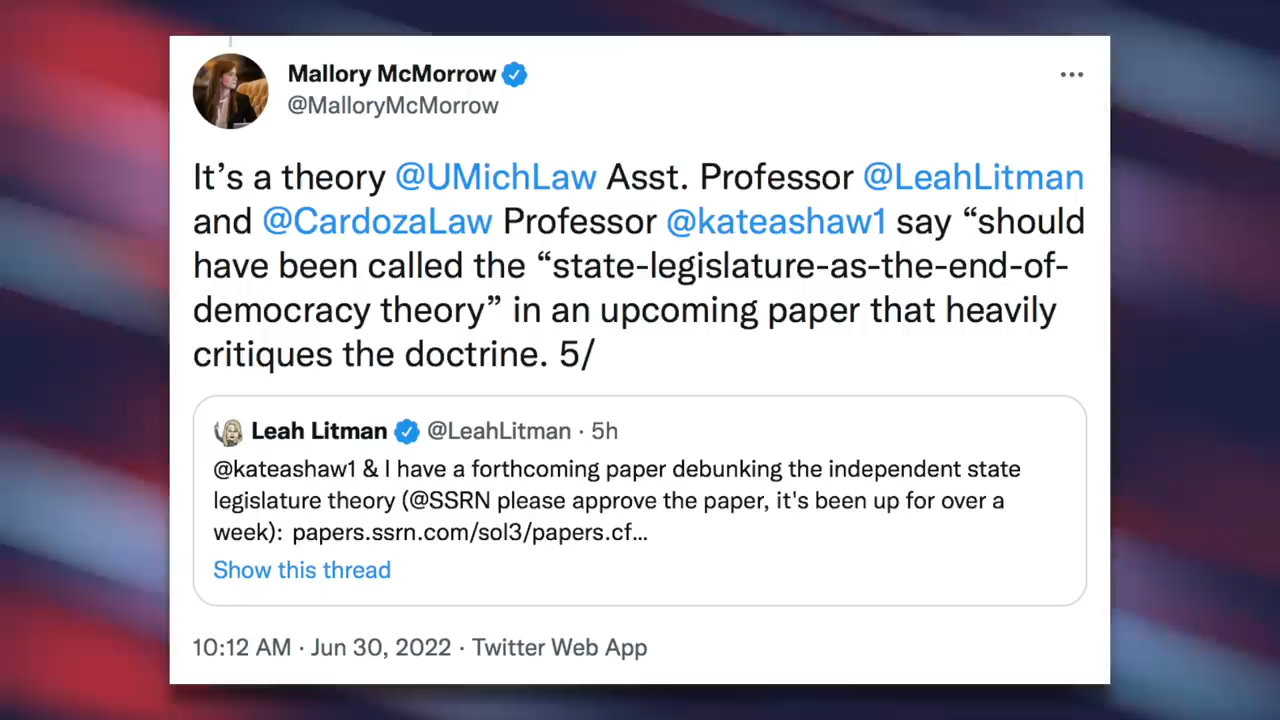 Mallory McMorrow
@MalloryMcMorrow
It’s a theory @UMichLaw Asst. Professor @LeahLitman
and @CardozaLaw Professor @kateashaw1 say “should
have been called the “state-legislature-as-the-end-of-
democracy theory” in an upcoming paper that heavily
critiques the doctrine. 5/
Leah Litman @LeahLitman · 5h
@kateashaw1 & I have a forthcoming paper debunking the independent state
legislature theory (@SSRN please approve the paper, it's been up for over a
week): papers.ssrn.com/sol3/papers.cf...
Show this thread
10:12 AM · Jun 30, 2022 · Twitter Web App